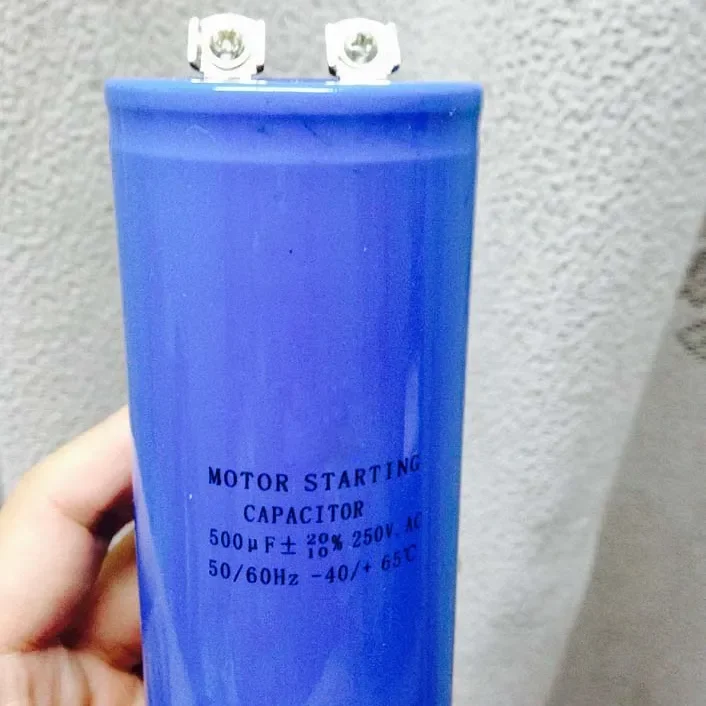 MOTOR STARTING
CAPACITOR
500μF± 20/10% 250V. AC
50/60Hz -40/+ 65℃